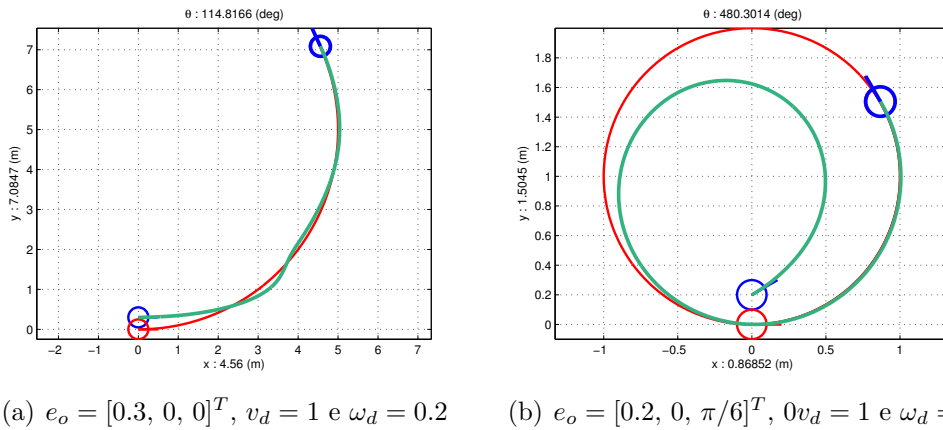 θ : 114.8166 (deg)
7
6
5
4
3
2
1
0
y : 7.0847 (m)
−2 −1 0 1 2 3 4 5 6 7
x : 4.56 (m)
(a) e_o = [0.3, 0, 0]^T, v_d = 1 e ω_d = 0.2
θ : 480.3014 (deg)
1.8
1.6
1.4
1.2
1
0.8
0.6
0.4
0.2
0
y : 1.5045 (m)
−1 −0.5 0 0.5 1
x : 0.86852 (m)
(b) e_o = [0.2, 0, π/6]^T, 0v_d = 1 e ω_d =